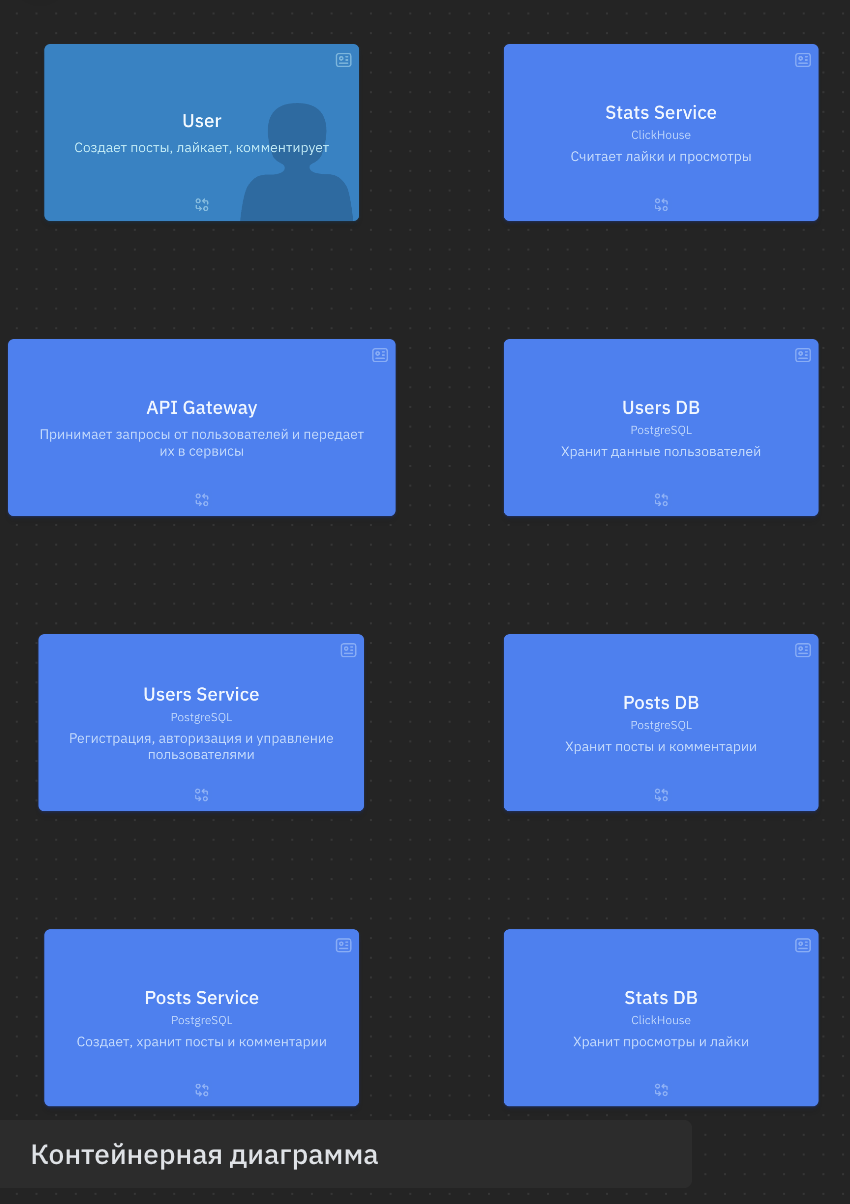 User
Создает посты, лайкает, комментирует
Stats Service
ClickHouse
Считает лайки и просмотры
API Gateway
Принимает запросы от пользователей и передает
их в сервисы
Users DB
PostgreSQL
Хранит данные пользователей
Users Service
PostgreSQL
Регистрация, авторизация и управление
пользователями
Posts DB
PostgreSQL
Хранит посты и комментарии
Posts Service
PostgreSQL
Создает, хранит посты и комментарии
Stats DB
ClickHouse
Хранит просмотры и лайки
Контейнерная диаграмма